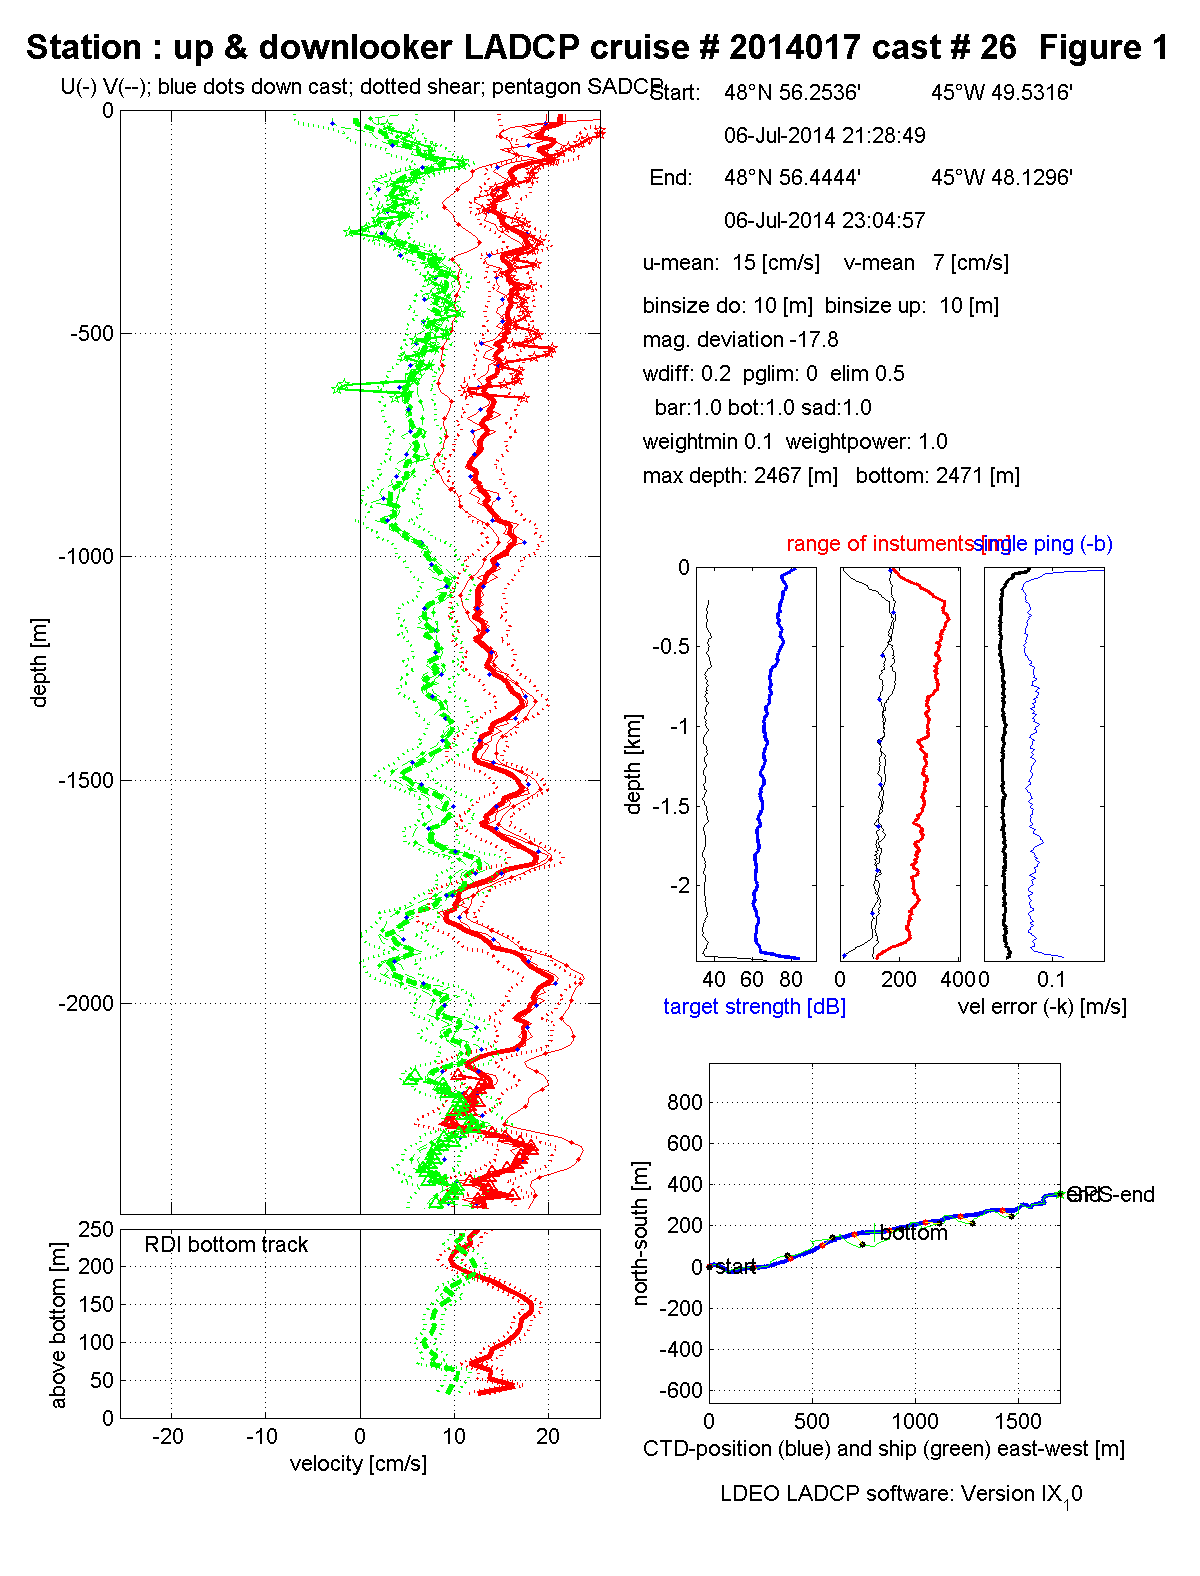 Station : up & downlooker LADCP cruise # 2014017 cast # 26  Figure 1
U(-) V(--); blue dots down cast; dotted shear; pentagon SADCP
Start: 48°N 56.2536' 45°W 49.5316'
06-Jul-2014 21:28:49
End: 48°N 56.4444' 45°W 48.1296'
06-Jul-2014 23:04:57
u-mean: 15 [cm/s] v-mean 7 [cm/s]
binsize do: 10 [m] binsize up: 10 [m]
mag. deviation -17.8
wdiff: 0.2 pglim: 0 elim 0.5
bar:1.0 bot:1.0 sad:1.0
weightmin 0.1 weightpower: 1.0
max depth: 2467 [m] bottom: 2471 [m]
0
-500
-1000
-1500
-2000
depth [m]
RDI bottom track
250
200
150
100
50
0
above bottom [m]
-20 -10 0 10 20
velocity [cm/s]
range of instuments [m]
single ping (-b)
0
-0.5
-1
-1.5
-2
depth [km]
40 60 80
0 200 400
0 0.1
target strength [dB]
vel error (-k) [m/s]
800
600
400
200
0
-200
-400
-600
north-south [m]
start
bottom
end
GPS-end
0 500 1000 1500
CTD-position (blue) and ship (green) east-west [m]
LDEO LADCP software: Version IX10